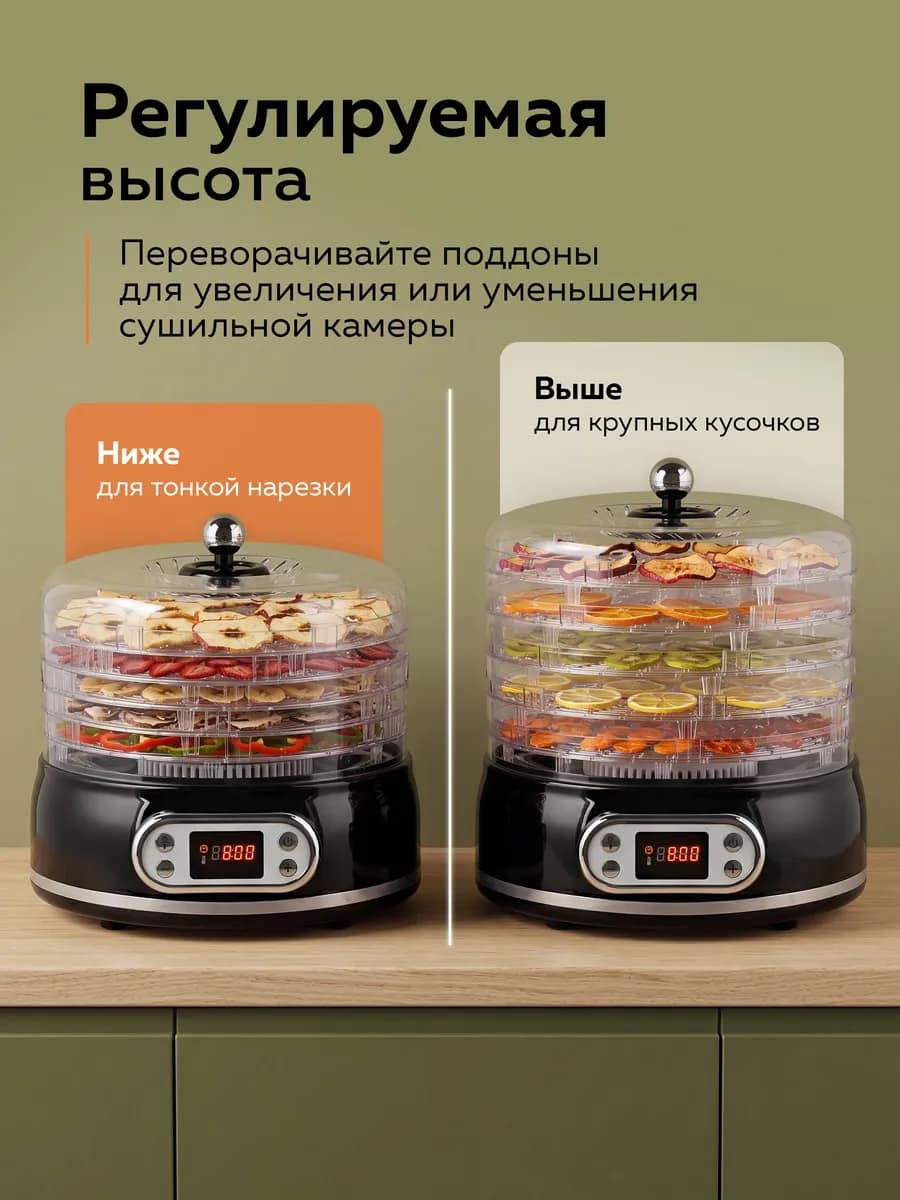 Регулируемая
высота
Переворачивайте поддоны
для увеличения или уменьшения
сушильной камеры
Выше
для крупных кусочков
Ниже
для тонкой нарезки
8:00
8:00